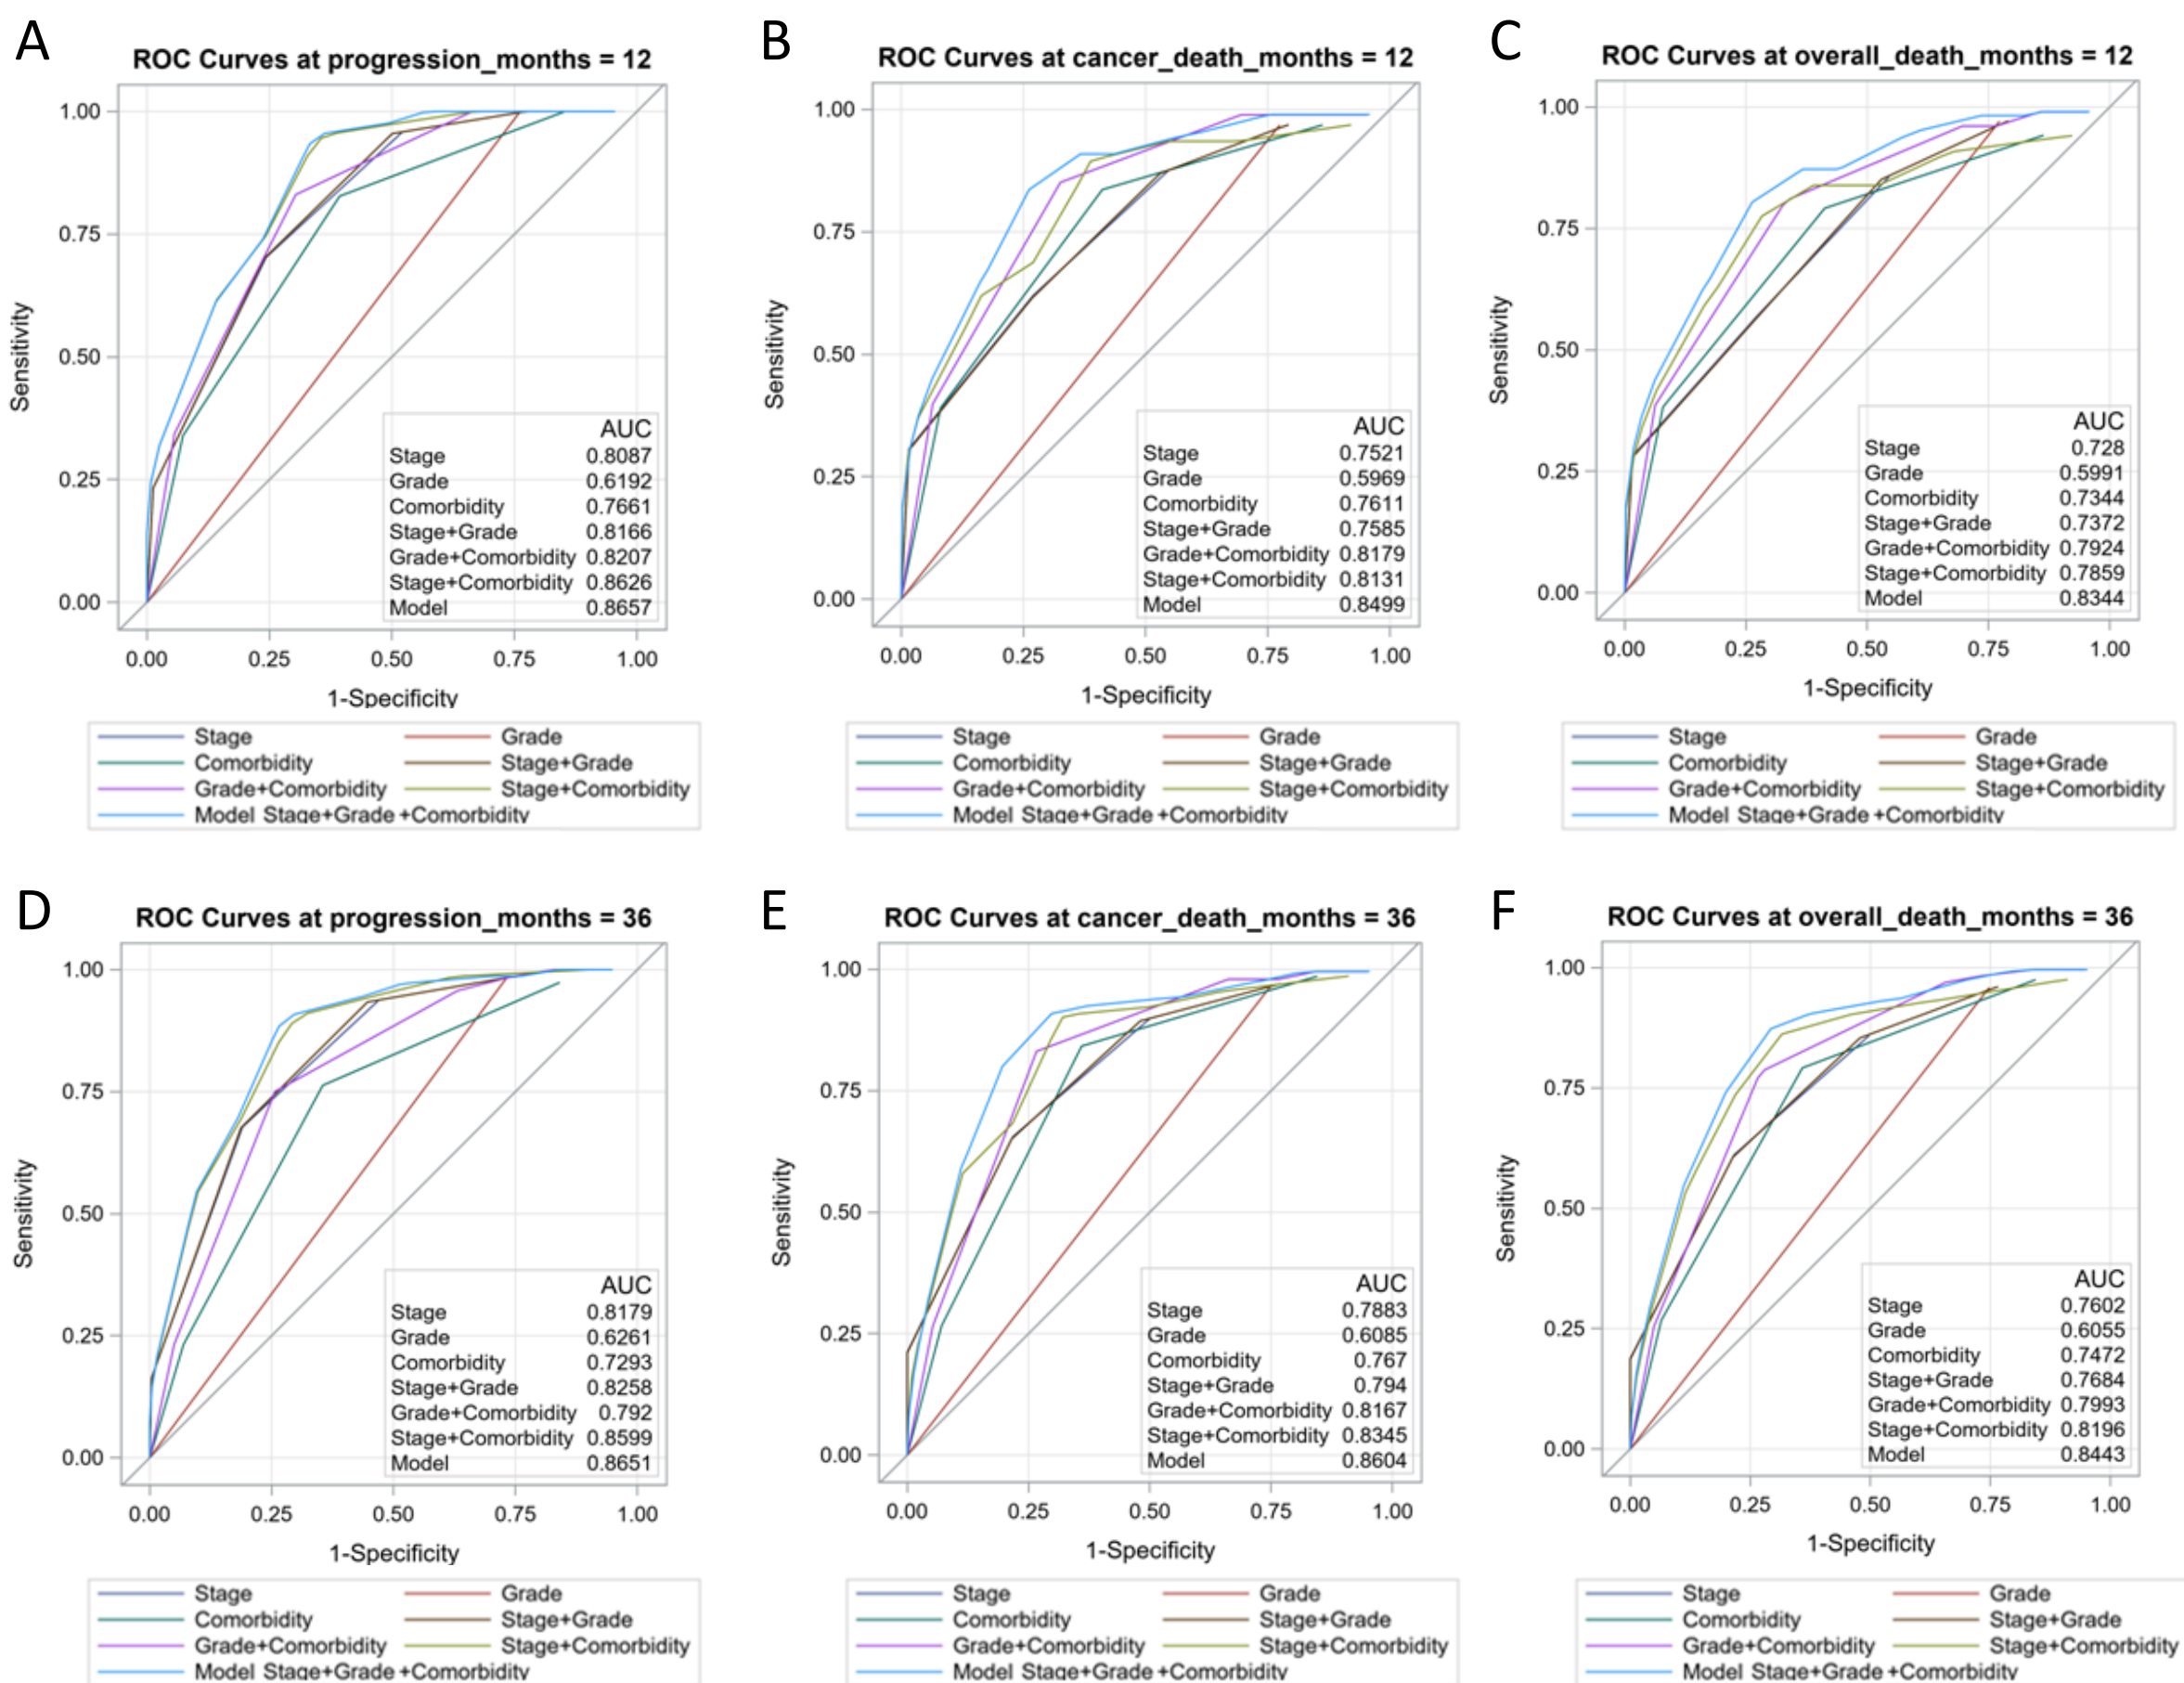 A
ROC Curves at progression_months = 12
Sensitivity
1.00
0.75
0.50
0.25
0.00
AUC
Stage 0.8087
Grade 0.6192
Comorbidity 0.7661
Stage+Grade 0.8166
Grade+Comorbidity 0.8207
Stage+Comorbidity 0.8626
Model 0.8657
0.00 0.25 0.50 0.75 1.00
1-Specificity
Stage Grade
Comorbidity Stage+Grade
Grade+Comorbidity Stage+Comorbidity
Model Stage+Grade +Comorbidity
B
ROC Curves at cancer_death_months = 12
Sensitivity
1.00
0.75
0.50
0.25
0.00
AUC
Stage 0.7521
Grade 0.5969
Comorbidity 0.7611
Stage+Grade 0.7585
Grade+Comorbidity 0.8179
Stage+Comorbidity 0.8131
Model 0.8499
0.00 0.25 0.50 0.75 1.00
1-Specificity
Stage Grade
Comorbidity Stage+Grade
Grade+Comorbidity Stage+Comorbidity
Model Stage+Grade +Comorbidity
C
ROC Curves at overall_death_months = 12
Sensitivity
1.00
0.75
0.50
0.25
0.00
AUC
Stage 0.728
Grade 0.5991
Comorbidity 0.7344
Stage+Grade 0.7372
Grade+Comorbidity 0.7924
Stage+Comorbidity 0.7859
Model 0.8344
0.00 0.25 0.50 0.75 1.00
1-Specificity
Stage Grade
Comorbidity Stage+Grade
Grade+Comorbidity Stage+Comorbidity
Model Stage+Grade +Comorbidity
D
ROC Curves at progression_months = 36
Sensitivity
1.00
0.75
0.50
0.25
0.00
AUC
Stage 0.8179
Grade 0.6261
Comorbidity 0.7293
Stage+Grade 0.8258
Grade+Comorbidity 0.792
Stage+Comorbidity 0.8599
Model 0.8651
0.00 0.25 0.50 0.75 1.00
1-Specificity
Stage Grade
Comorbidity Stage+Grade
Grade+Comorbidity Stage+Comorbidity
Model Stage+Grade +Comorbidity
E
ROC Curves at cancer_death_months = 36
Sensitivity
1.00
0.75
0.50
0.25
0.00
AUC
Stage 0.7883
Grade 0.6085
Comorbidity 0.767
Stage+Grade 0.794
Grade+Comorbidity 0.8167
Stage+Comorbidity 0.8345
Model 0.8604
0.00 0.25 0.50 0.75 1.00
1-Specificity
Stage Grade
Comorbidity Stage+Grade
Grade+Comorbidity Stage+Comorbidity
Model Stage+Grade +Comorbidity
F
ROC Curves at overall_death_months = 36
Sensitivity
1.00
0.75
0.50
0.25
0.00
AUC
Stage 0.7602
Grade 0.6055
Comorbidity 0.7472
Stage+Grade 0.7684
Grade+Comorbidity 0.7993
Stage+Comorbidity 0.8196
Model 0.8443
0.00 0.25 0.50 0.75 1.00
1-Specificity
Stage Grade
Comorbidity Stage+Grade
Grade+Comorbidity Stage+Comorbidity
Model Stage+Grade +Comorbidity